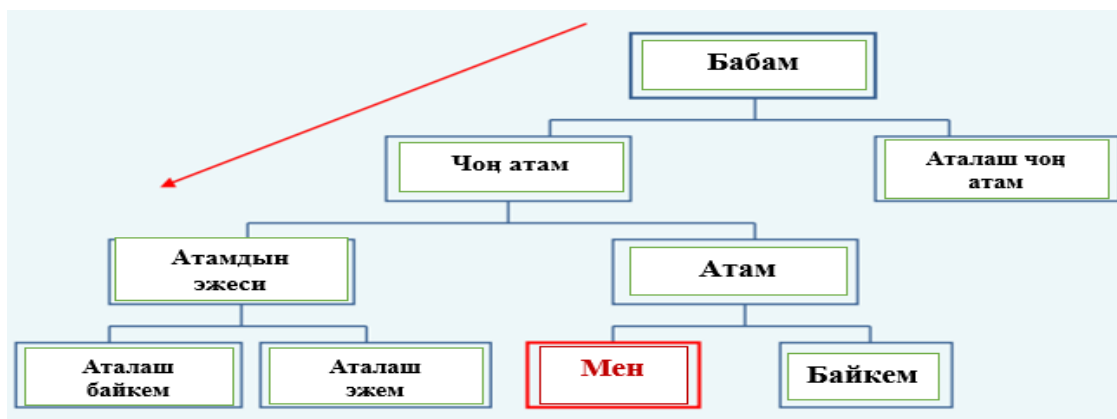 Бабам
Чоң атам
Аталаш чоң
атам
Атамдын
эжеси
Атам
Аталаш
байкем
Аталаш
эжем
Мен
Байкем